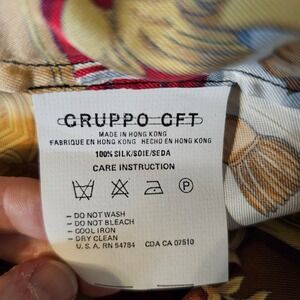 GRUPPO GFT
MADE IN HONG KONG
FABRIQUE EN HONG KONG HECHO EN HONG KONG
100% SILK/SOIE/SEDA
CARE INSTRUCTION
P
– DO NOT WASH
– DO NOT BLEACH
– COOL IRON
– DRY CLEAN
U. S. A. RN 54784 CDA CA 07510